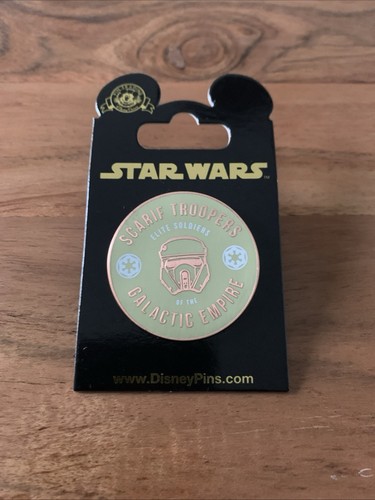 STAR WARS
SCARIF TROOPERS
ELITE SOLDIERS
OF THE
GALACTIC EMPIRE
www.DisneyPins.com